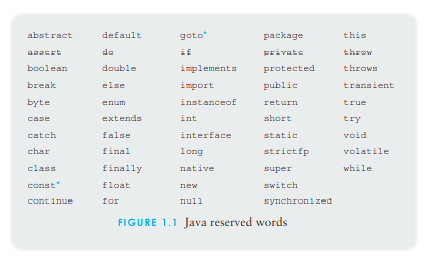 abstract default goto* package this
assert do if private throw
boolean double implements protected throws
break else import public transient
byte enum instanceof return true
case extends int short try
catch false interface static void
char final long strictfp volatile
class finally native super while
const* float new switch
continue for null synchronized
FIGURE 1.1 Java reserved words